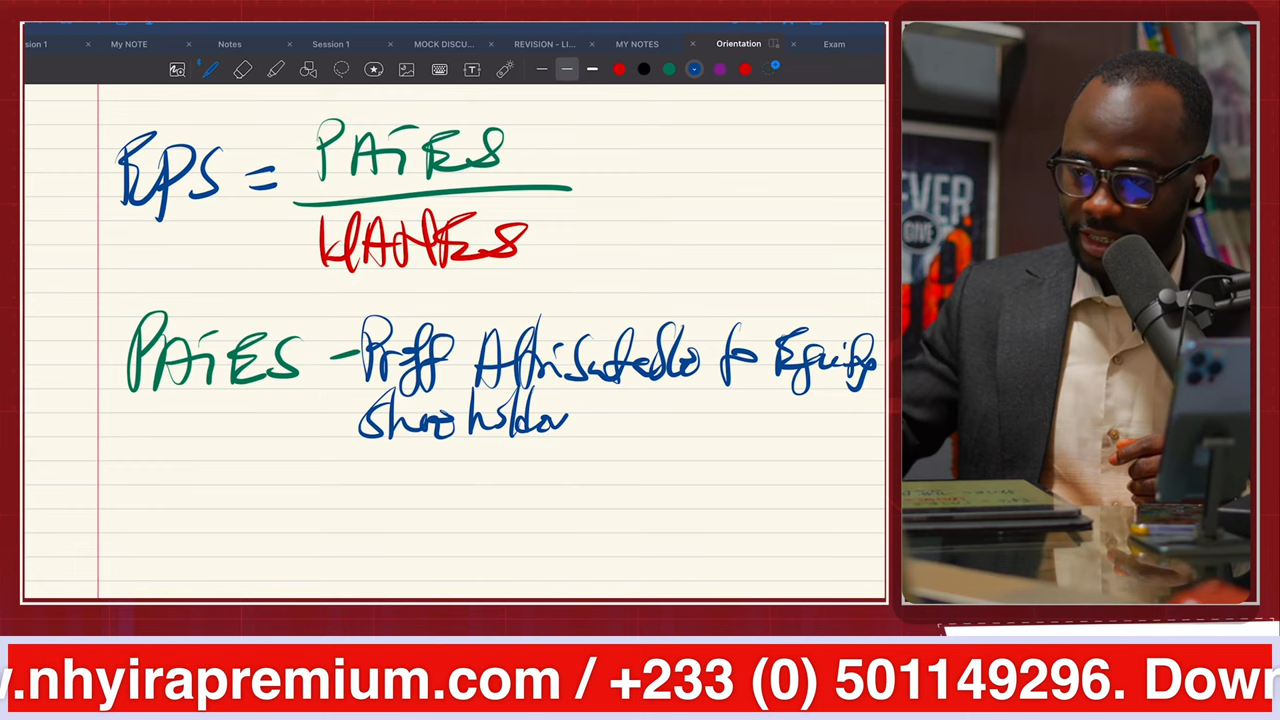 sion 1 My NOTE Notes Session 1 MOCK DISCU... REVISION - LI... MY NOTES Orientation Exam
EPS = PATES
WANES
PATES - Profit Attributable to Equity
Shareholder
EVER
GIVE
w.nhyirapremium.com / +233 (0) 501149296. Down